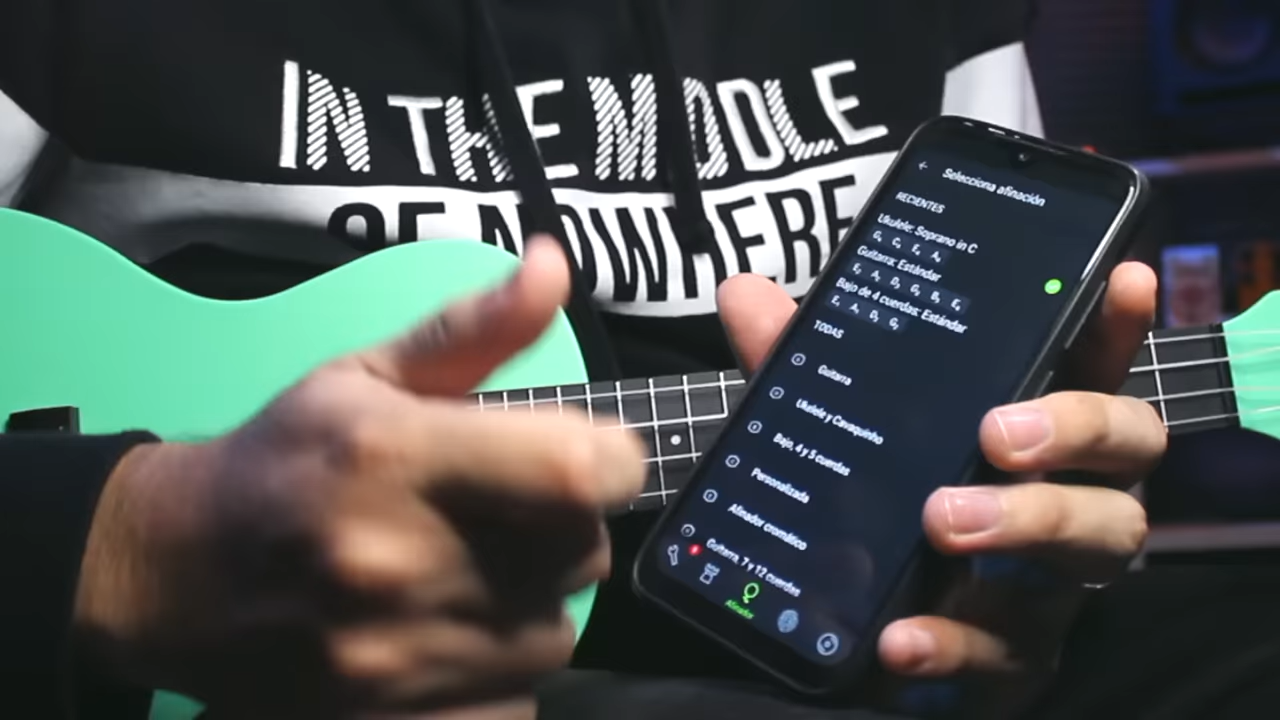 IN THE MIDDLE
OF NOWHERE
Selecciona afinación
RECIENTES
Ukulele: Soprano in C
G₄ C₄ E₄ A₄
Guitarra: Estándar
E₂ A₂ D₃ G₃ B₃ E₄
Bajo de 4 cuerdas: Estándar
E₁ A₁ D₂ G₂
TODAS
Guitarra
Ukelele y Cavaquinho
Bajo, 4 y 5 cuerdas
Personalizada
Afinador cromático
Guitarra, 7 y 12 cuerdas
Afinador